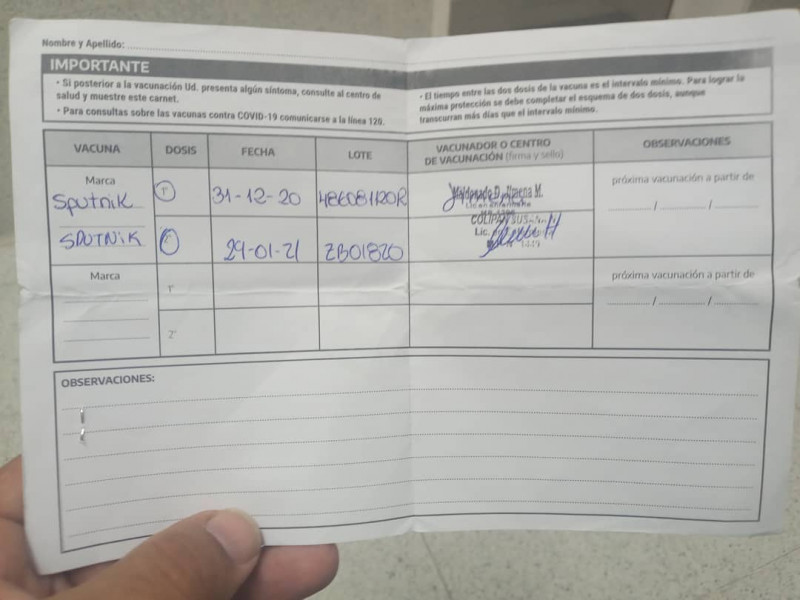 Nombre y Apellido:
IMPORTANTE
• Si posterior a la vacunación Ud. presenta algún síntoma, consulte al centro de
salud y muestre este carnet.
• Para consultas sobre las vacunas contra COVID-19 comunicarse a la línea 120.
• El tiempo entre las dos dosis de la vacuna es el intervalo mínimo. Para lograr la
máxima protección se debe completar el esquema de dos dosis, aunque
transcurran más días que el intervalo mínimo.
VACUNA DOSIS FECHA LOTE VACUNADOR O CENTRO DE VACUNACIÓN (firma y sello) OBSERVACIONES
Marca
Sputnik 1° 31-12-20 Maldonado D. Jimena M.
próxima vacunación a partir de
/ /
SPUTNIK 29-01-21
Lic.
Marca
1°
2°
próxima vacunación a partir de
/ /
OBSERVACIONES: